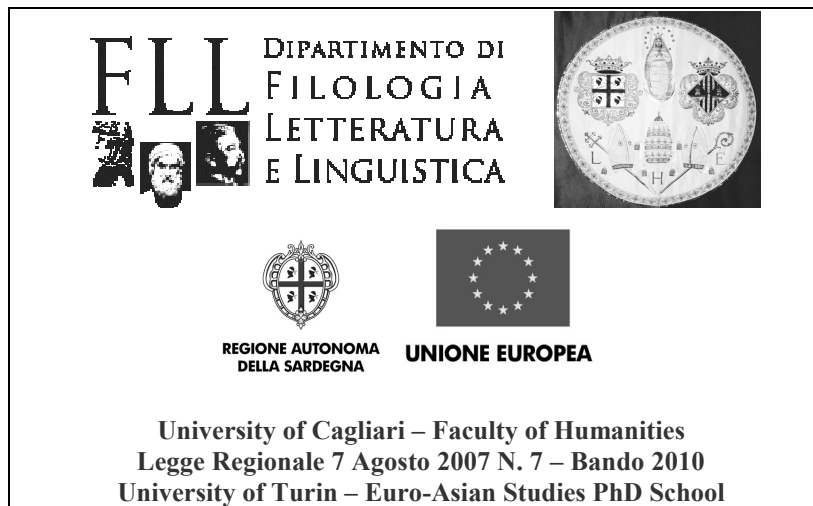 FLL
DIPARTIMENTO DI
FILOLOGIA
LETTERATURA
E LINGUISTICA
L H E
REGIONE AUTONOMA
DELLA SARDEGNA
UNIONE EUROPEA
University of Cagliari – Faculty of Humanities
Legge Regionale 7 Agosto 2007 N. 7 – Bando 2010
University of Turin – Euro-Asian Studies PhD School